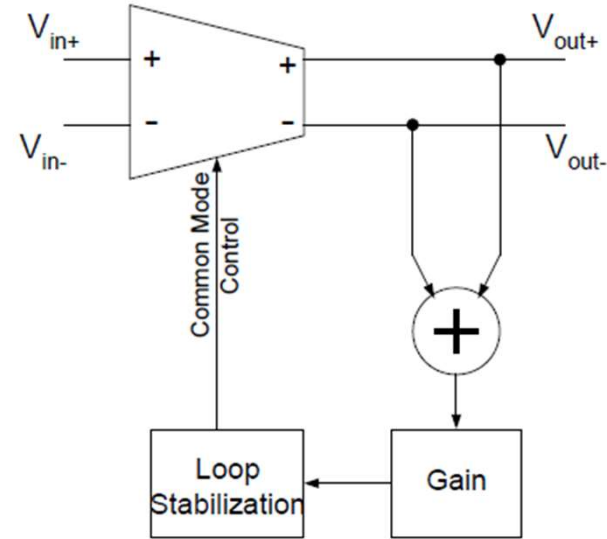 Vin+
Vin-
+
-
+
-
Vout+
Vout-
Common Mode
Control
+
Loop
Stabilization
Gain